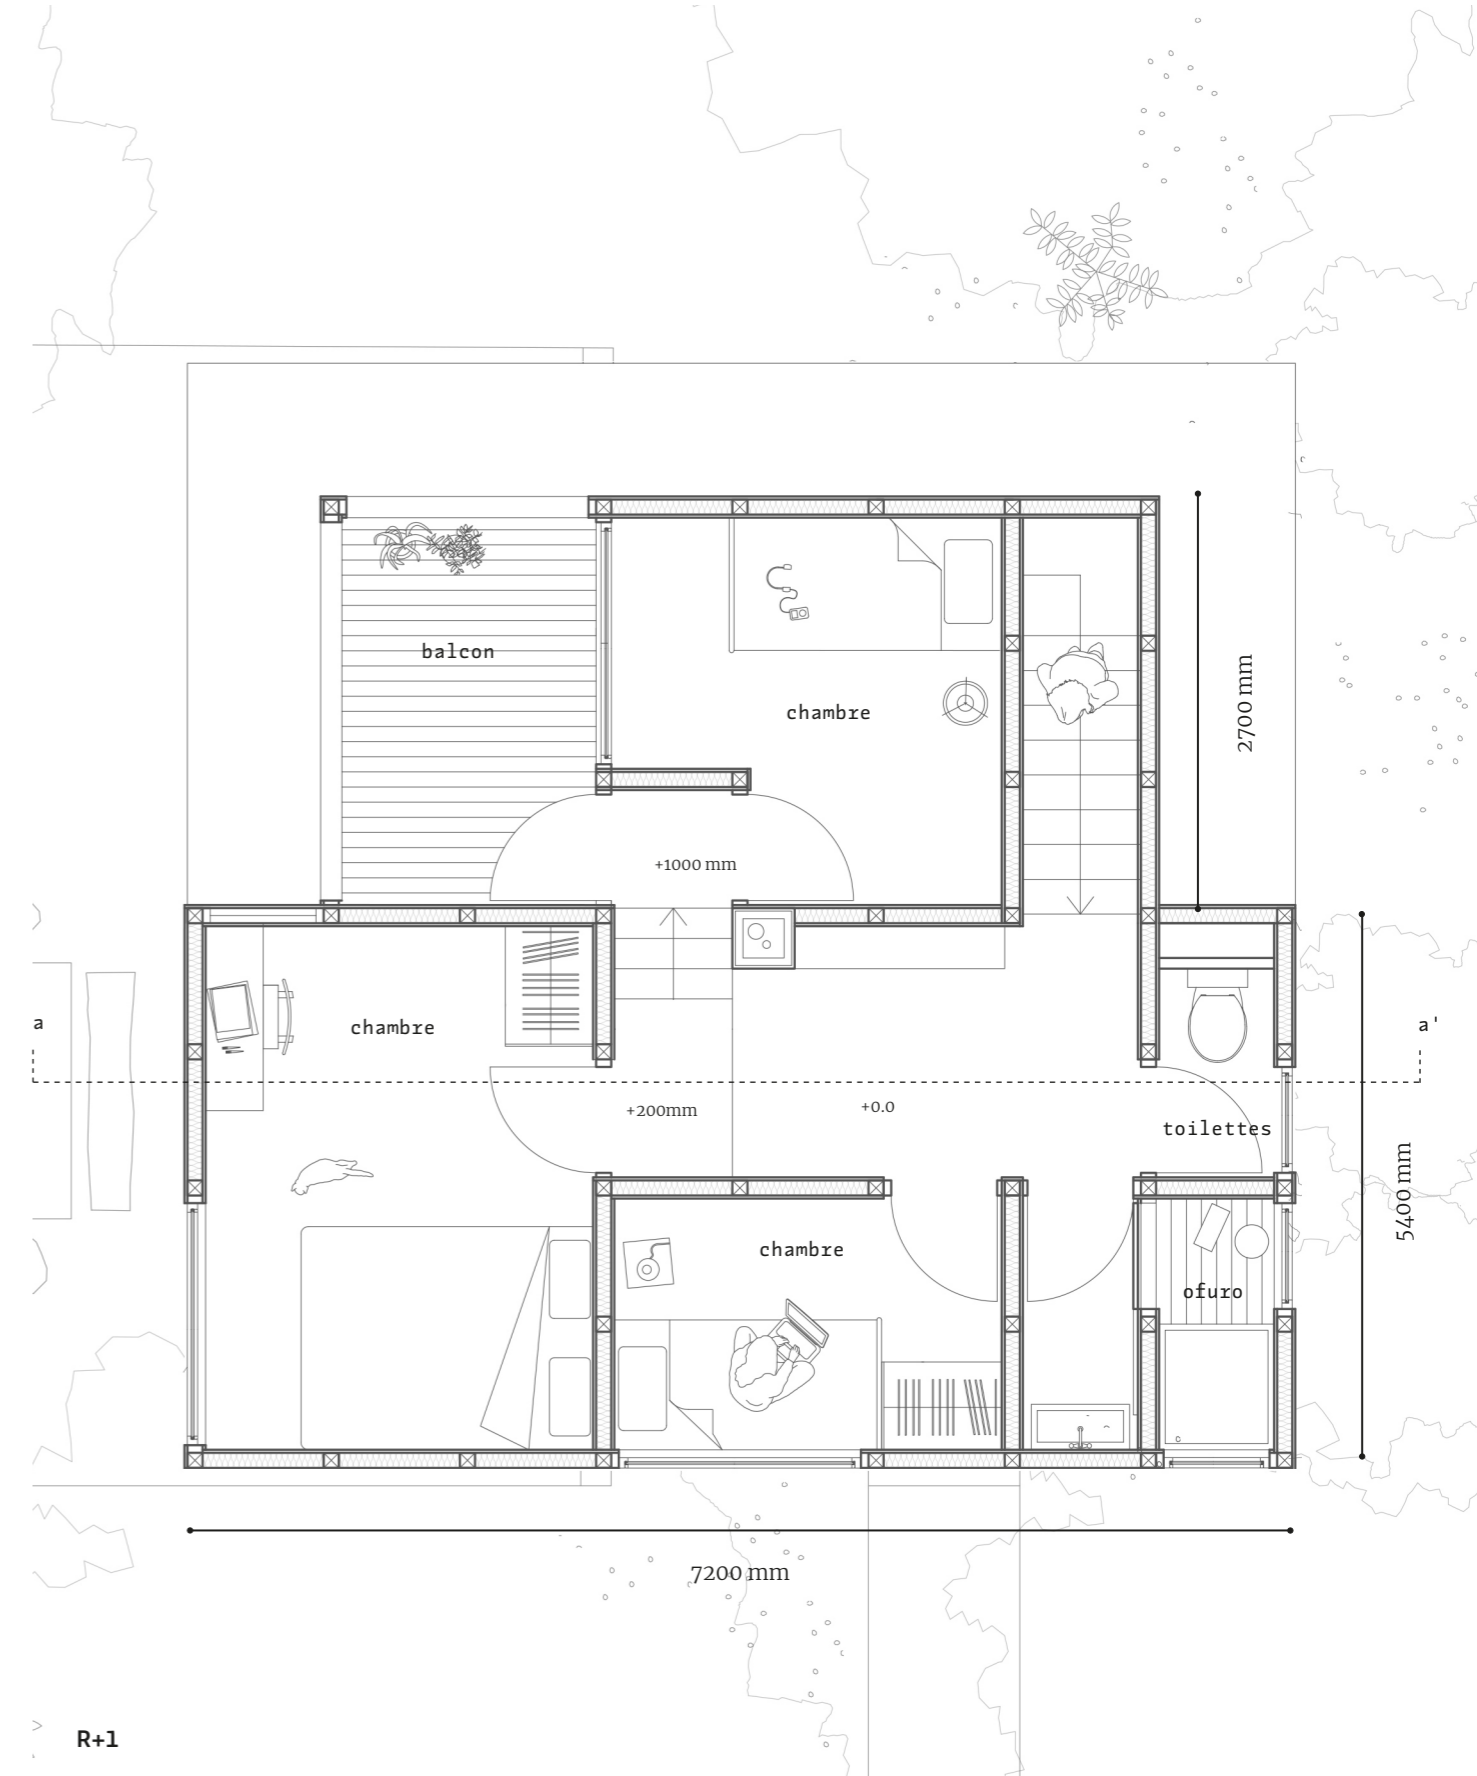 balcon
chambre
2700 mm
+1000 mm
a
chambre
a'
+200mm
+0.0
toilettes
5400 mm
chambre
ofuro
7200 mm
R+1